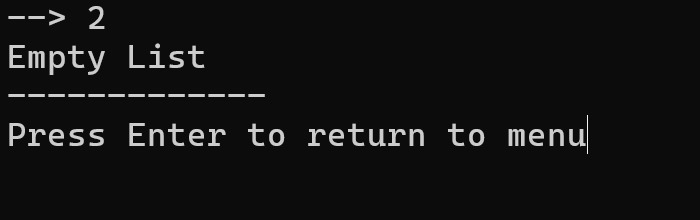 --> 2
Empty List
-------------
Press Enter to return to menu